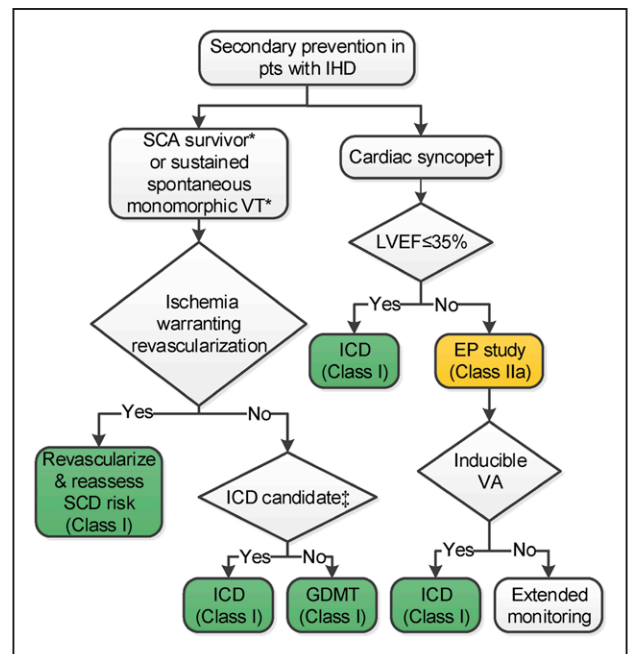 Secondary prevention in
pts with IHD
SCA survivor*
or sustained
spontaneous
monomorphic VT*
Cardiac syncope†
LVEF≤35%
Ischemia
warranting
revascularization
Yes
No
ICD
(Class I)
EP study
(Class IIa)
Yes
No
Revascularize
& reassess
SCD risk
(Class I)
ICD candidate‡
Inducible
VA
Yes
No
Yes
No
ICD
(Class I)
GDMT
(Class I)
ICD
(Class I)
Extended
monitoring